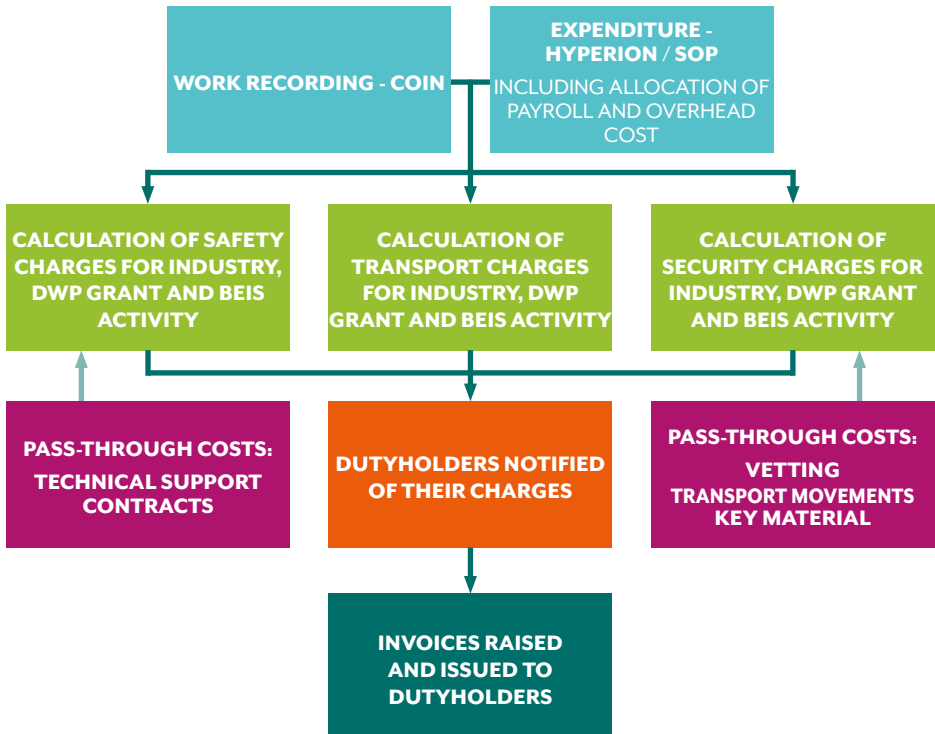 WORK RECORDING - COIN
EXPENDITURE -
HYPERION / SOP
INCLUDING ALLOCATION OF
PAYROLL AND OVERHEAD
COST
CALCULATION OF SAFETY
CHARGES FOR INDUSTRY,
DWP GRANT AND BEIS
ACTIVITY
CALCULATION OF
TRANSPORT CHARGES
FOR INDUSTRY, DWP
GRANT AND BEIS ACTIVITY
CALCULATION OF
SECURITY CHARGES FOR
INDUSTRY, DWP GRANT
AND BEIS ACTIVITY
PASS-THROUGH COSTS:
TECHNICAL SUPPORT
CONTRACTS
DUTYHOLDERS NOTIFIED
OF THEIR CHARGES
PASS-THROUGH COSTS:
VETTING
TRANSPORT MOVEMENTS
KEY MATERIAL
INVOICES RAISED
AND ISSUED TO
DUTYHOLDERS